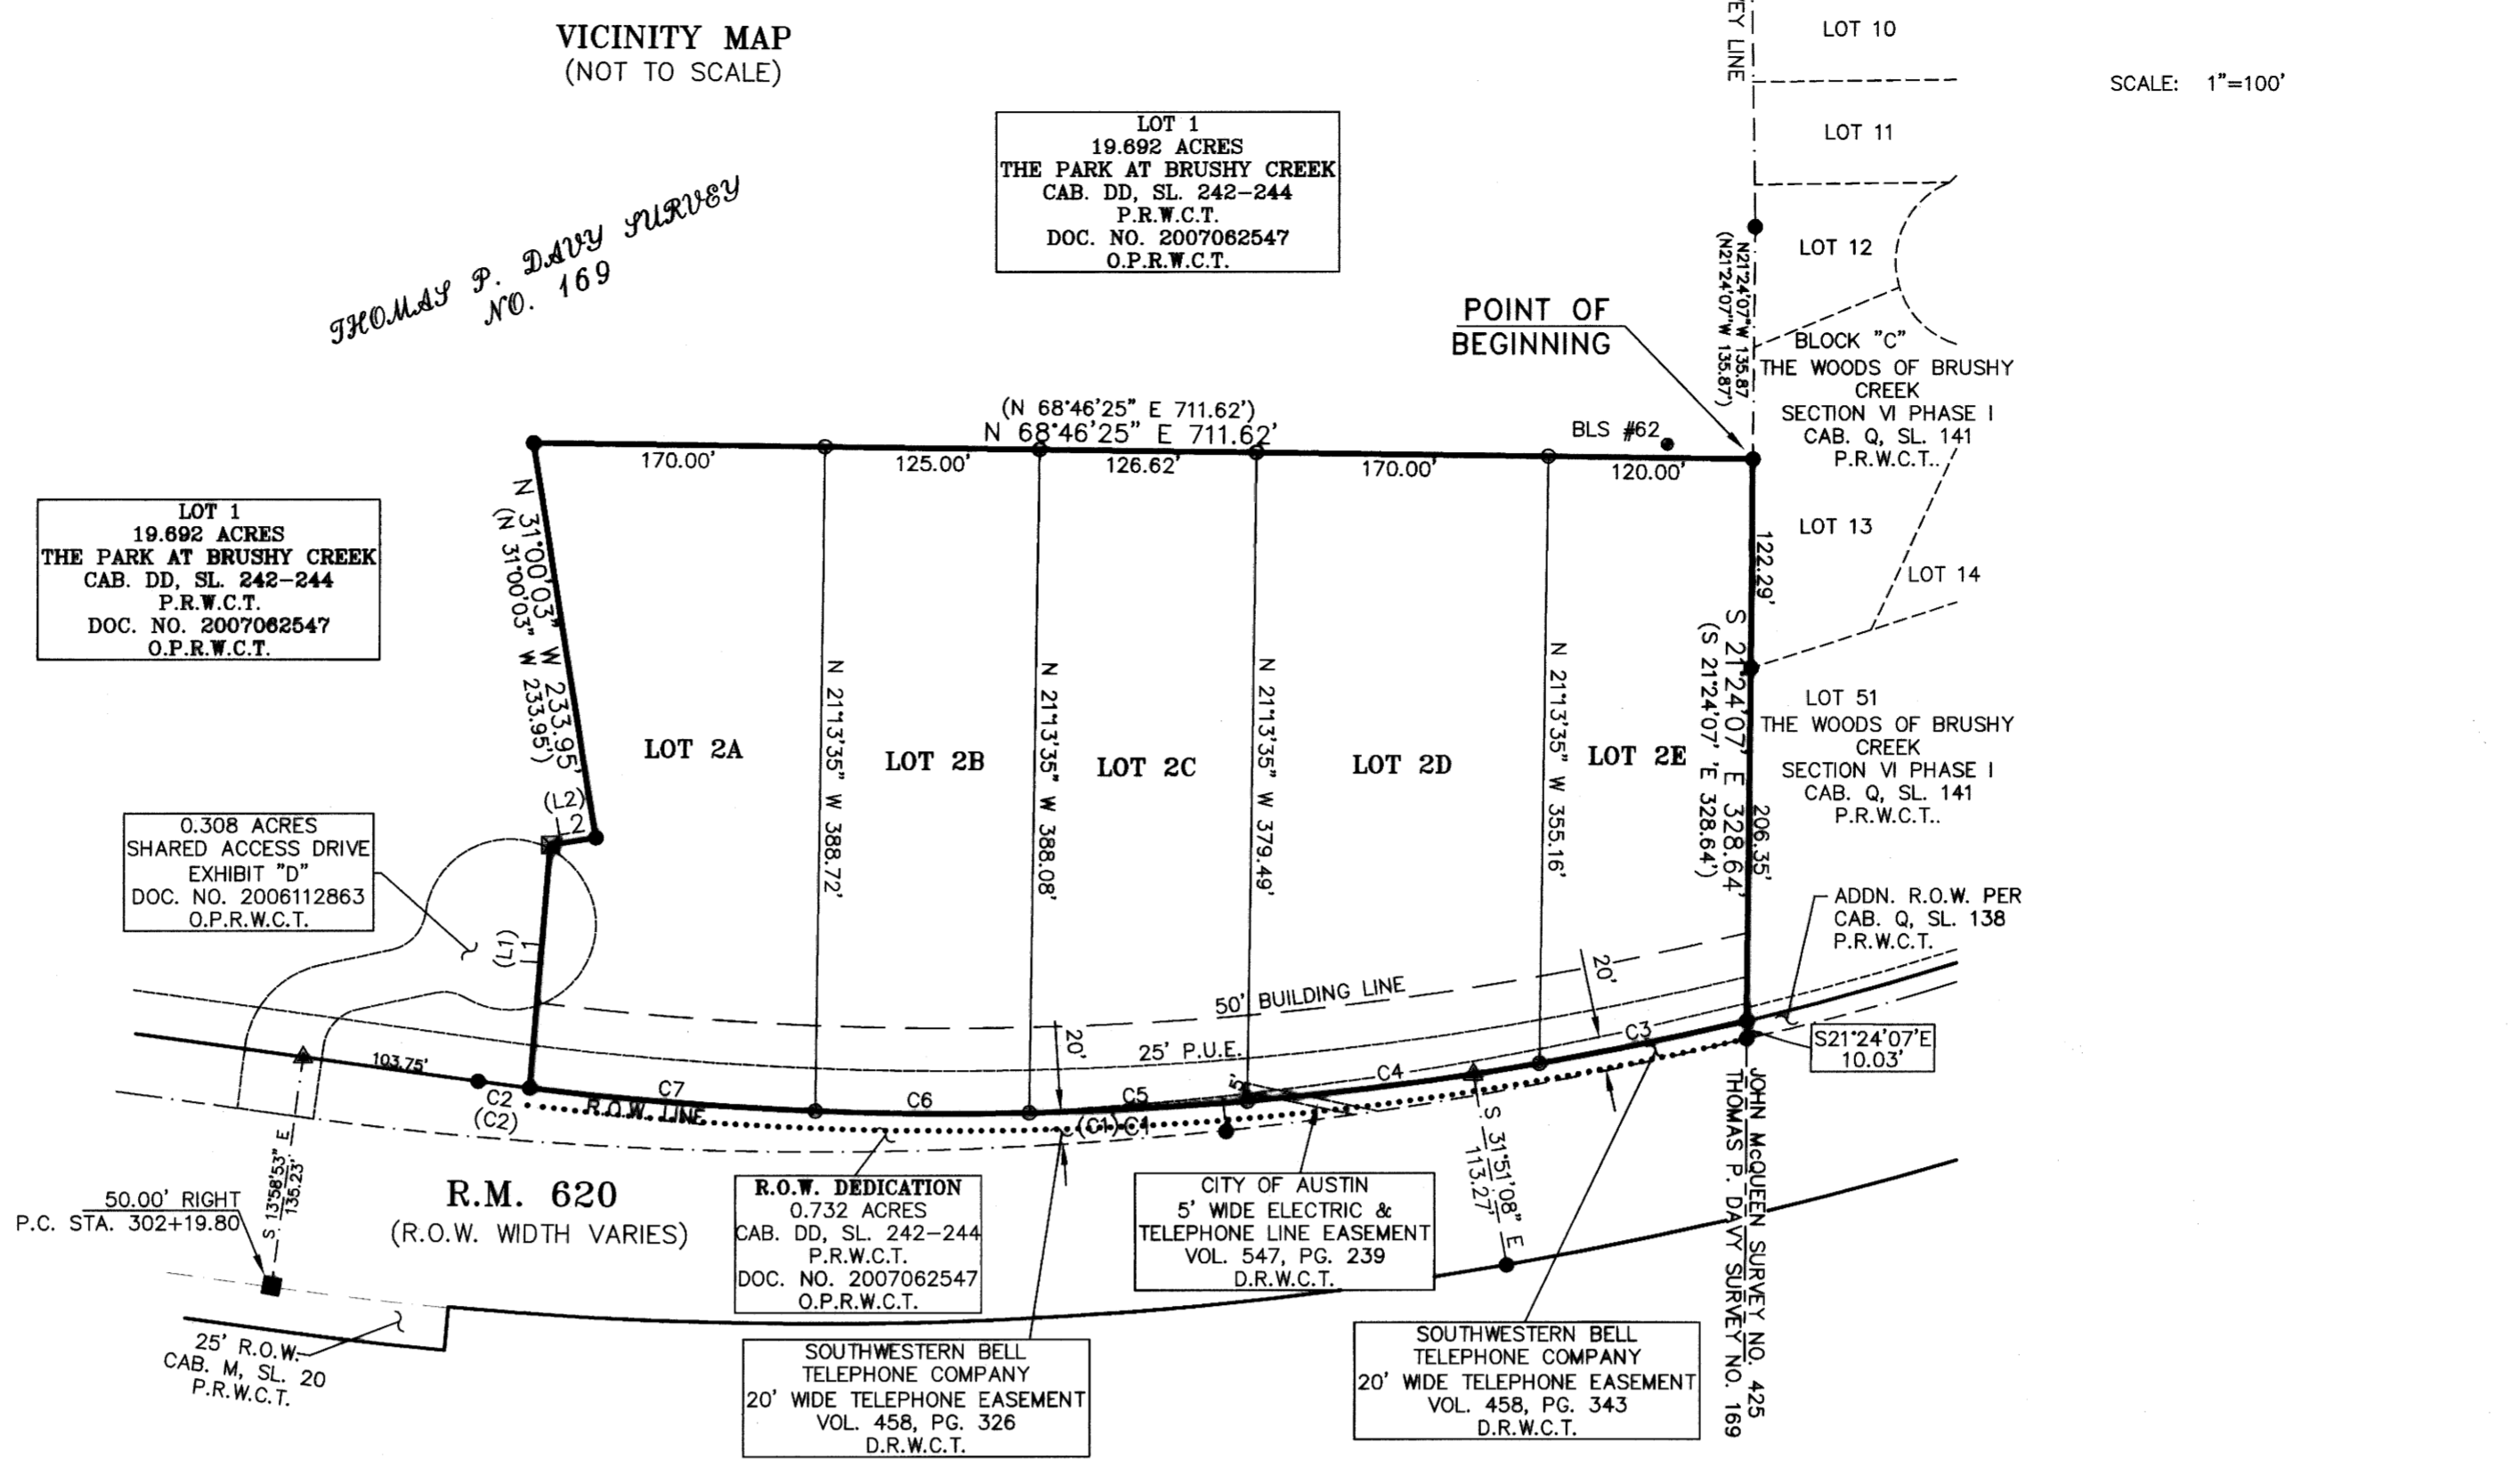 VICINITY MAP
(NOT TO SCALE)
EY LINE
LOT 10
SCALE: 1"=100'
LOT 11
LOT 1
19.692 ACRES
THE PARK AT BRUSHY CREEK
CAB. DD, SL. 242-244
P.R.W.C.T.
DOC. NO. 2007062547
O.P.R.W.C.T.
THOMAS P. DAVY SURVEY
NO. 169
N21°24'07"W 135.87
(N21°24'07"W 135.87')
LOT 12
POINT OF
BEGINNING
BLOCK "C"
THE WOODS OF BRUSHY
CREEK
SECTION VI PHASE I
CAB. Q, SL. 141
P.R.W.C.T..
(N 68°46'25" E 711.62')
N 68°46'25" E 711.62'
BLS #62
170.00'
125.00'
126.62'
170.00'
120.00'
LOT 1
19.692 ACRES
THE PARK AT BRUSHY CREEK
CAB. DD, SL. 242-244
P.R.W.C.T.
DOC. NO. 2007062547
O.P.R.W.C.T.
N 31°00'03" W 233.95'
(N 31°00'03" W 233.95')
122.29'
LOT 13
LOT 14
S 21°24'07" E 328.64'
(S 21°24'07' 'E 328.64')
206.35'
LOT 51
THE WOODS OF BRUSHY
CREEK
SECTION VI PHASE I
CAB. Q, SL. 141
P.R.W.C.T..
N 21°13'35" W 388.72'
N 21°13'35" W 388.08'
N 21°13'35" W 379.49'
N 21°13'35" W 355.16'
LOT 2A
LOT 2B
LOT 2C
LOT 2D
LOT 2E
(L2)
2
0.308 ACRES
SHARED ACCESS DRIVE
EXHIBIT "D"
DOC. NO. 2006112863
O.P.R.W.C.T.
(L1)
ADDN. R.O.W. PER
CAB. Q, SL. 138
P.R.W.C.T.
50' BUILDING LINE
20'
20'
25' P.U.E.
5'
S21°24'07'E
10.03'
103.75'
C2
(C2)
C7
C6
C5
C4
C3
R.O.W. LINE
(C1) C1
S 13°58'53" E
135.23'
50.00' RIGHT
P.C. STA. 302+19.80
R.M. 620
(R.O.W. WIDTH VARIES)
R.O.W. DEDICATION
0.732 ACRES
CAB. DD, SL. 242-244
P.R.W.C.T.
DOC. NO. 2007062547
O.P.R.W.C.T.
CITY OF AUSTIN
5' WIDE ELECTRIC &
TELEPHONE LINE EASEMENT
VOL. 547, PG. 239
D.R.W.C.T.
S 31°51'08" E
113.27'
JOHN McQUEEN SURVEY NO. 425
THOMAS P. DAVY SURVEY NO. 169
25' R.O.W.
CAB. M, SL. 20
P.R.W.C.T.
SOUTHWESTERN BELL
TELEPHONE COMPANY
20' WIDE TELEPHONE EASEMENT
VOL. 458, PG. 326
D.R.W.C.T.
SOUTHWESTERN BELL
TELEPHONE COMPANY
20' WIDE TELEPHONE EASEMENT
VOL. 458, PG. 343
D.R.W.C.T.